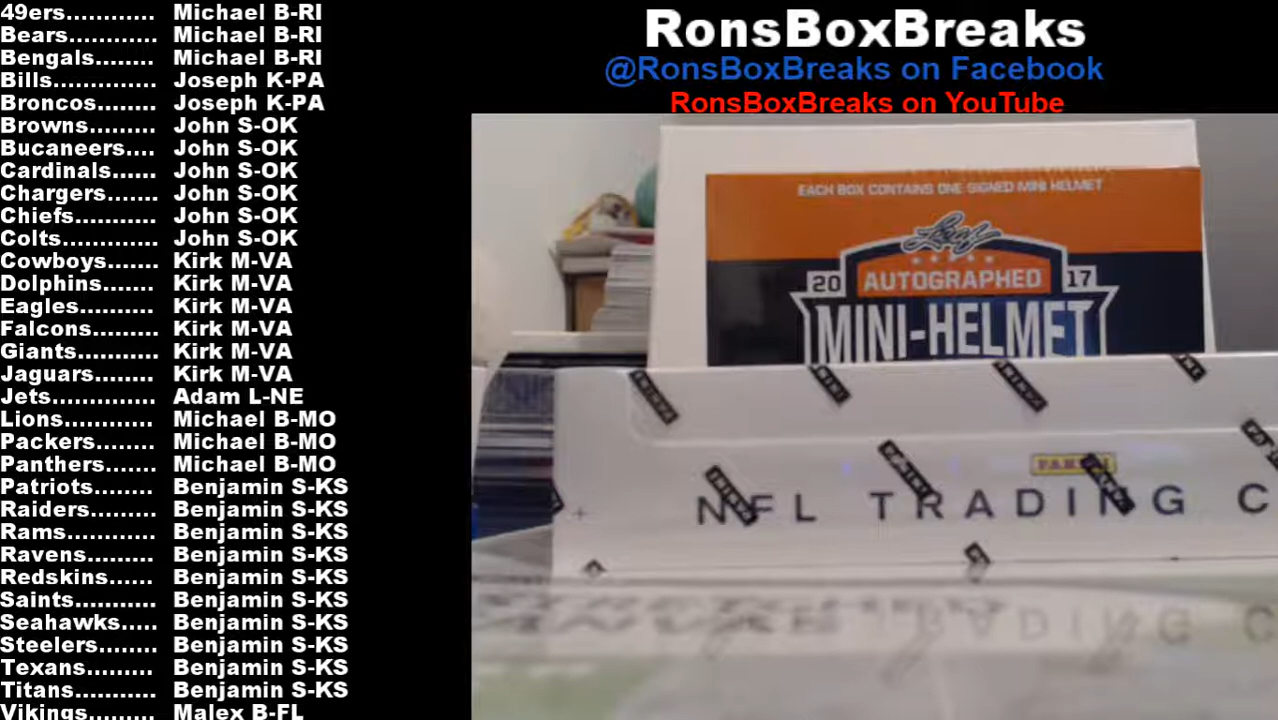 49ers............ Michael B-RI
Bears............ Michael B-RI
Bengals........ Michael B-RI
Bills.............. Joseph K-PA
Broncos........ Joseph K-PA
Browns......... John S-OK
Bucaneers.... John S-OK
Cardinals...... John S-OK
Chargers....... John S-OK
Chiefs........... John S-OK
Colts............. John S-OK
Cowboys....... Kirk M-VA
Dolphins....... Kirk M-VA
Eagles.......... Kirk M-VA
Falcons......... Kirk M-VA
Giants........... Kirk M-VA
Jaguars........ Kirk M-VA
Jets.............. Adam L-NE
Lions............ Michael B-MO
Packers........ Michael B-MO
Panthers....... Michael B-MO
Patriots........ Benjamin S-KS
Raiders......... Benjamin S-KS
Rams............ Benjamin S-KS
Ravens......... Benjamin S-KS
Redskins...... Benjamin S-KS
Saints........... Benjamin S-KS
Seahawks..... Benjamin S-KS
Steelers........ Benjamin S-KS
Texans......... Benjamin S-KS
Titans........... Benjamin S-KS
Vikings......... Malex B-FL
RonsBoxBreaks
@RonsBoxBreaks on Facebook
RonsBoxBreaks on YouTube
EACH BOX CONTAINS ONE SIGNED MINI HELMET
Leaf
20 AUTOGRAPHED 17
MINI-HELMET
PANINI
NFL TRADING C